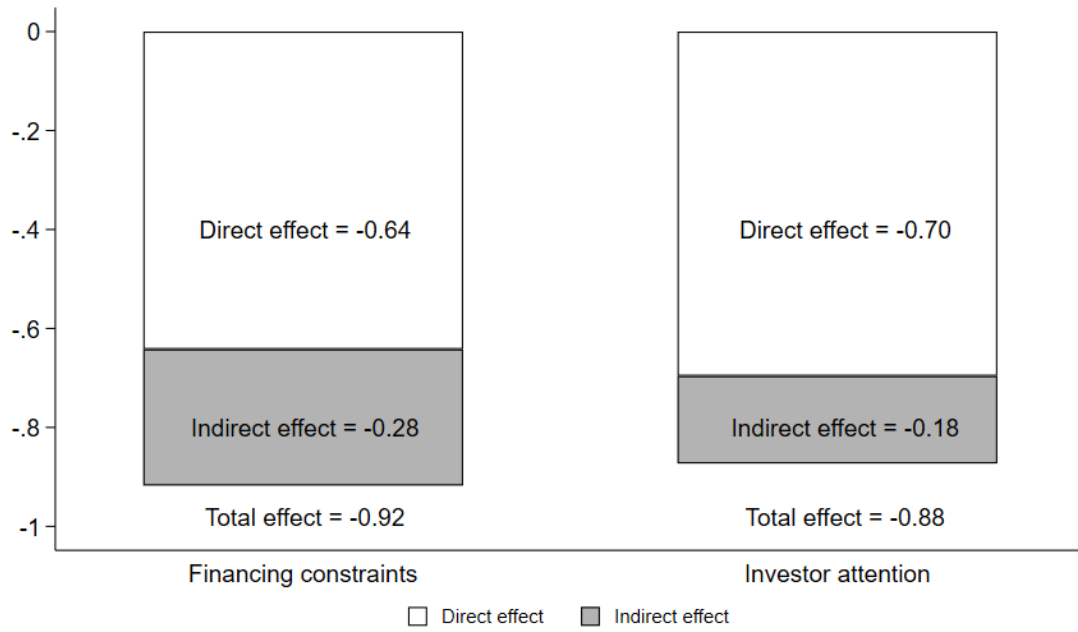 0
-.2
-.4
-.6
-.8
-1
Direct effect = -0.64
Indirect effect = -0.28
Total effect = -0.92
Direct effect = -0.70
Indirect effect = -0.18
Total effect = -0.88
Financing constraints
Investor attention
Direct effect
Indirect effect